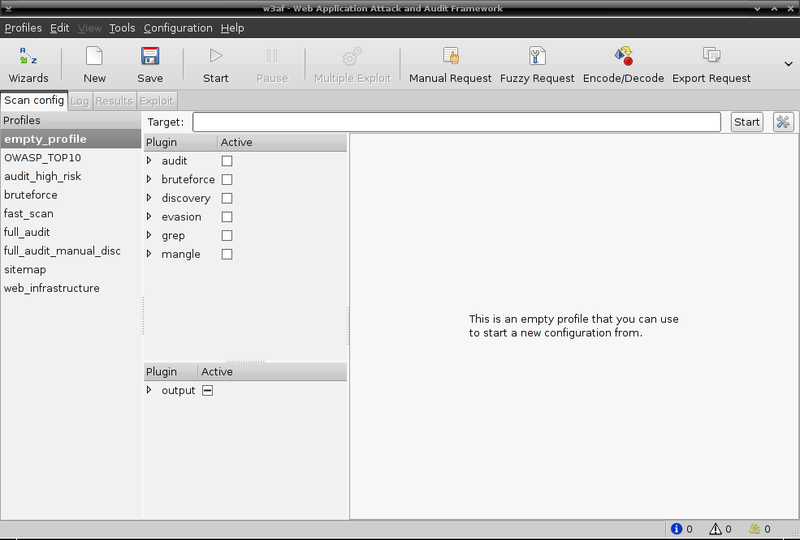 w3af - Web Application Attack and Audit Framework
Profiles Edit View Tools Configuration Help
Wizards New Save Start Pause Multiple Exploit Manual Request Fuzzy Request Encode/Decode Export Request
Scan config Log Results Exploit
Profiles
empty_profile
OWASP_TOP10
audit_high_risk
bruteforce
fast_scan
full_audit
full_audit_manual_disc
sitemap
web_infrastructure
Target: Start
Plugin Active
audit
bruteforce
discovery
evasion
grep
mangle
Plugin Active
output
This is an empty profile that you can use
to start a new configuration from.
0 0 0